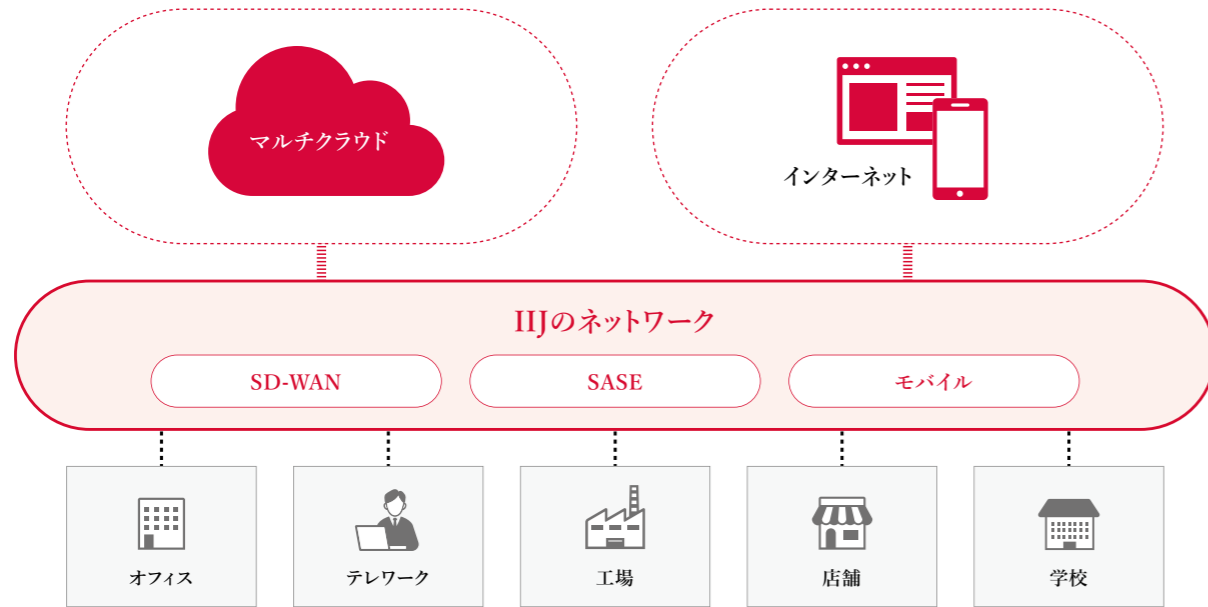 マルチクラウド
インターネット
IIJのネットワーク
SD-WAN
SASE
モバイル
オフィス
テレワーク
工場
店舗
学校